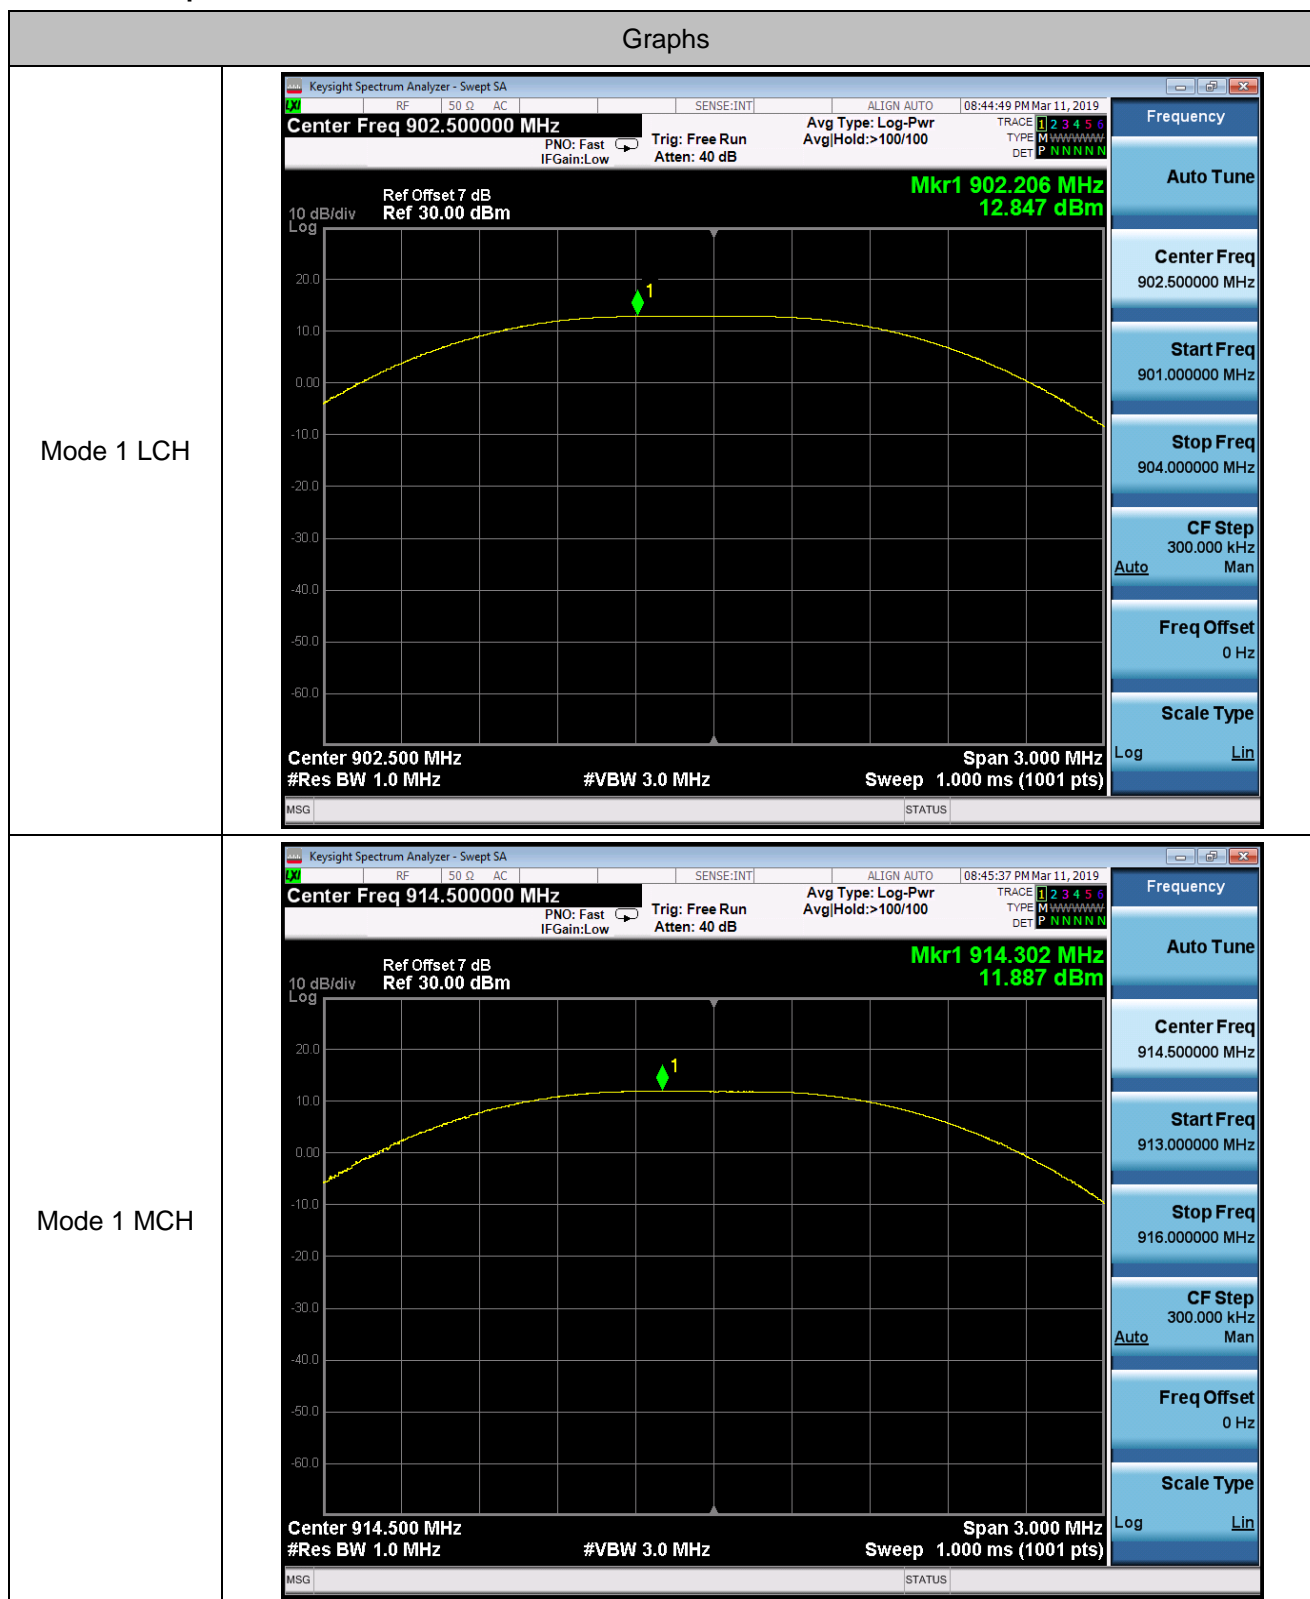 Graphs
Mode 1 LCH
Keysight Spectrum Analyzer - Swept SA
LXI RF 50 Ω AC SENSE:INT ALIGN AUTO 08:44:49 PM Mar 11, 2019
Center Freq 902.500000 MHz
PNO: Fast
IFGain:Low
Trig: Free Run
Atten: 40 dB
Avg Type: Log-Pwr
Avg|Hold:>100/100
TRACE 1 2 3 4 5 6
TYPE M WWWWW
DET P N N N N N
Mkr1 902.206 MHz
12.847 dBm
Ref Offset 7 dB
10 dB/div Ref 30.00 dBm
Log
20.0
1
10.0
0.00
-10.0
-20.0
-30.0
-40.0
-50.0
-60.0
Center 902.500 MHz Span 3.000 MHz
#Res BW 1.0 MHz #VBW 3.0 MHz Sweep 1.000 ms (1001 pts)
MSG STATUS
Frequency
Auto Tune
Center Freq
902.500000 MHz
Start Freq
901.000000 MHz
Stop Freq
904.000000 MHz
CF Step
300.000 kHz
Auto Man
Freq Offset
0 Hz
Scale Type
Log Lin
Mode 1 MCH
Keysight Spectrum Analyzer - Swept SA
LXI RF 50 Ω AC SENSE:INT ALIGN AUTO 08:45:37 PM Mar 11, 2019
Center Freq 914.500000 MHz
PNO: Fast
IFGain:Low
Trig: Free Run
Atten: 40 dB
Avg Type: Log-Pwr
Avg|Hold:>100/100
TRACE 1 2 3 4 5 6
TYPE M WWWWW
DET P N N N N N
Mkr1 914.302 MHz
11.887 dBm
Ref Offset 7 dB
10 dB/div Ref 30.00 dBm
Log
20.0
1
10.0
0.00
-10.0
-20.0
-30.0
-40.0
-50.0
-60.0
Center 914.500 MHz Span 3.000 MHz
#Res BW 1.0 MHz #VBW 3.0 MHz Sweep 1.000 ms (1001 pts)
MSG STATUS
Frequency
Auto Tune
Center Freq
914.500000 MHz
Start Freq
913.000000 MHz
Stop Freq
916.000000 MHz
CF Step
300.000 kHz
Auto Man
Freq Offset
0 Hz
Scale Type
Log Lin